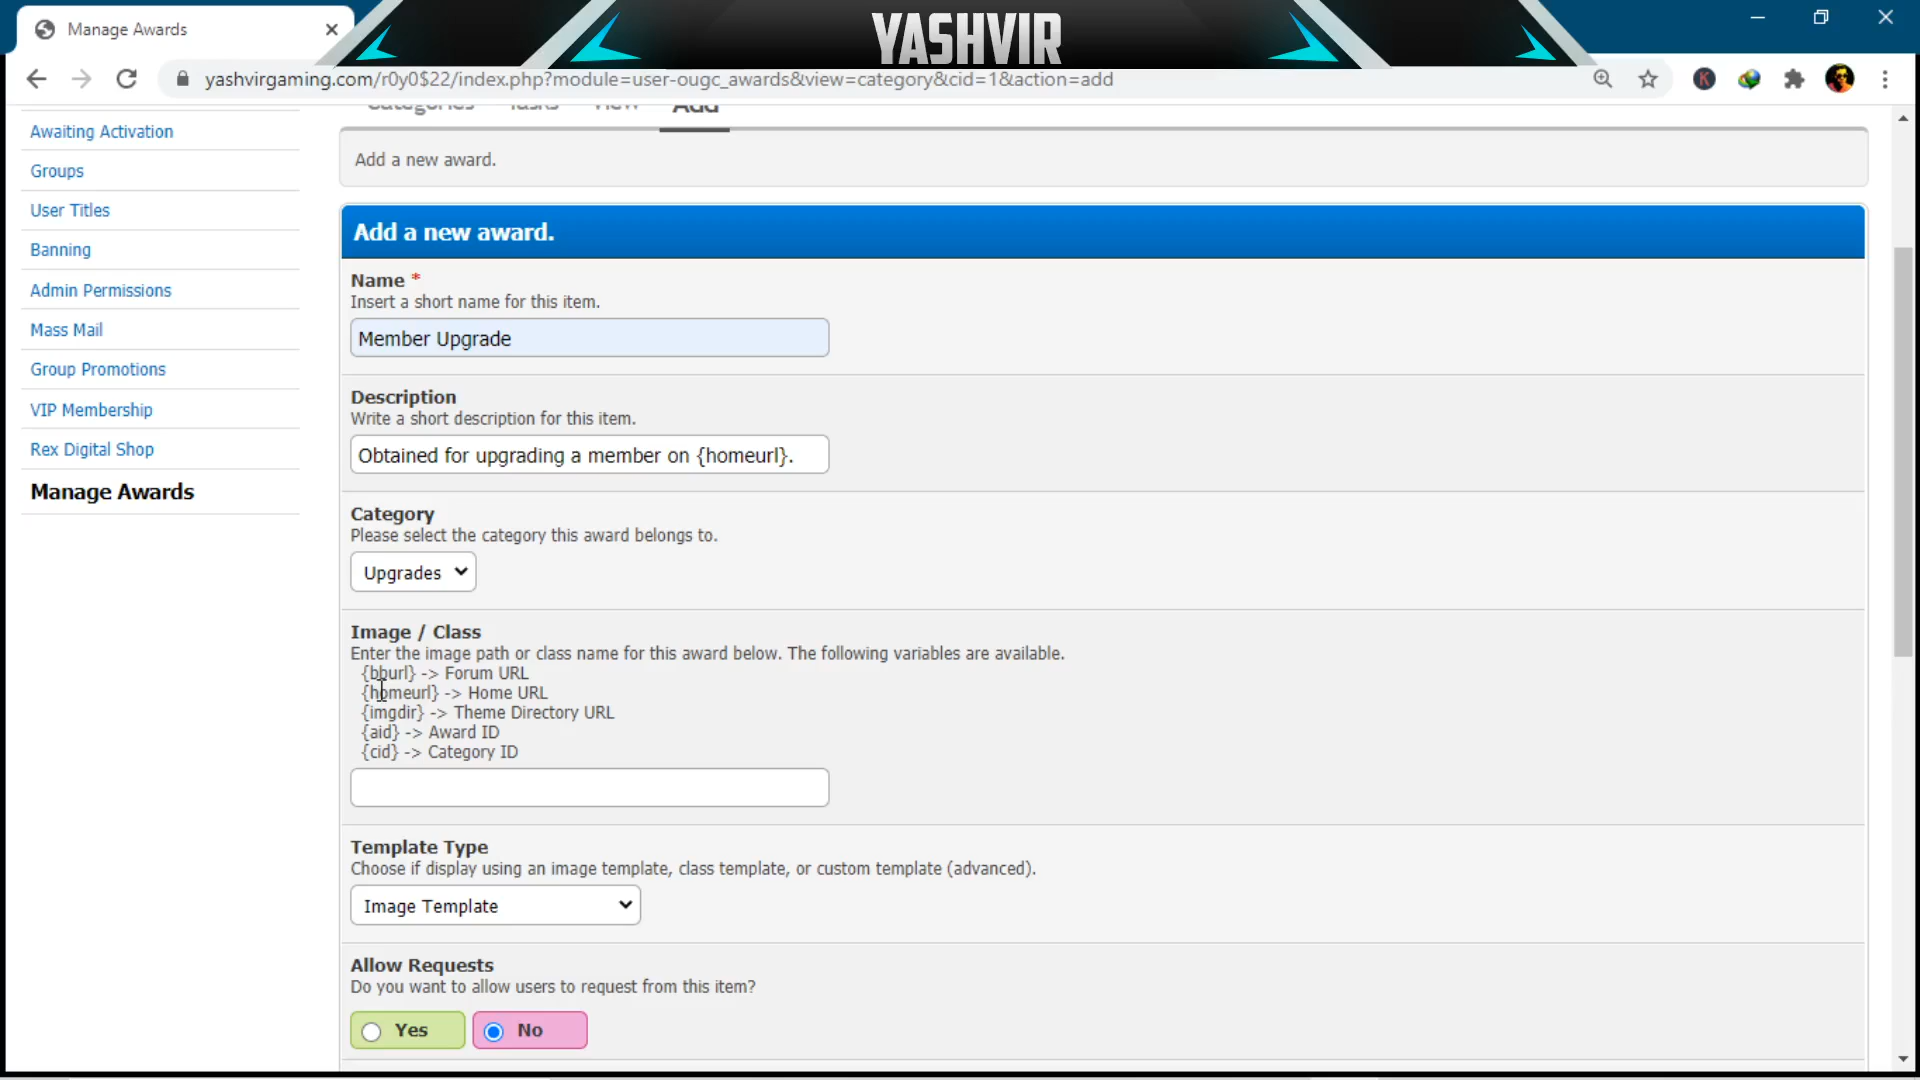 Manage Awards
YASHVIR
yashvirgaming.com/r0y0$22/index.php?module=user-ougc_awards&view=category&cid=1&action=add
Categories Tasks View Add
Awaiting Activation
Groups
User Titles
Banning
Admin Permissions
Mass Mail
Group Promotions
VIP Membership
Rex Digital Shop
Manage Awards
Add a new award.
Add a new award.
Name *
Insert a short name for this item.
Member Upgrade
Description
Write a short description for this item.
Obtained for upgrading a member on {homeurl}.
Category
Please select the category this award belongs to.
Upgrades
Image / Class
Enter the image path or class name for this award below. The following variables are available.
{bburl} -> Forum URL
{homeurl} -> Home URL
{imgdir} -> Theme Directory URL
{aid} -> Award ID
{cid} -> Category ID
Template Type
Choose if display using an image template, class template, or custom template (advanced).
Image Template
Allow Requests
Do you want to allow users to request from this item?
Yes No